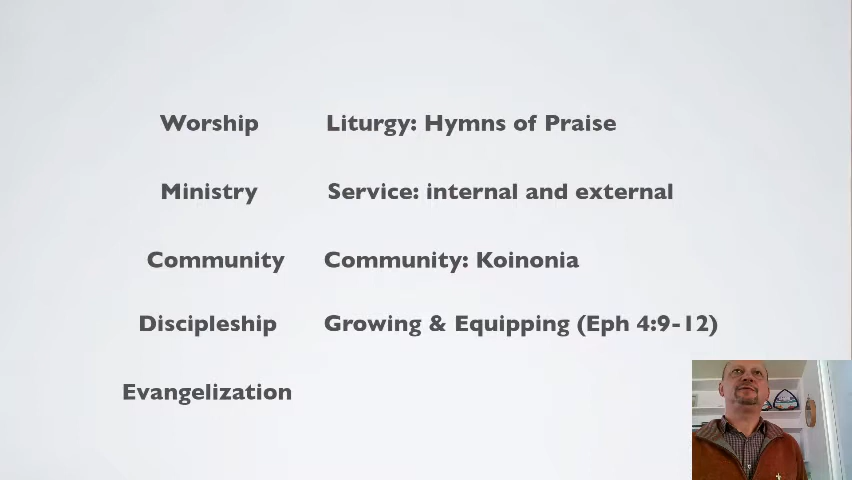 Worship Liturgy: Hymns of Praise
Ministry Service: internal and external
Community Community: Koinonia
Discipleship Growing & Equipping (Eph 4:9-12)
Evangelization